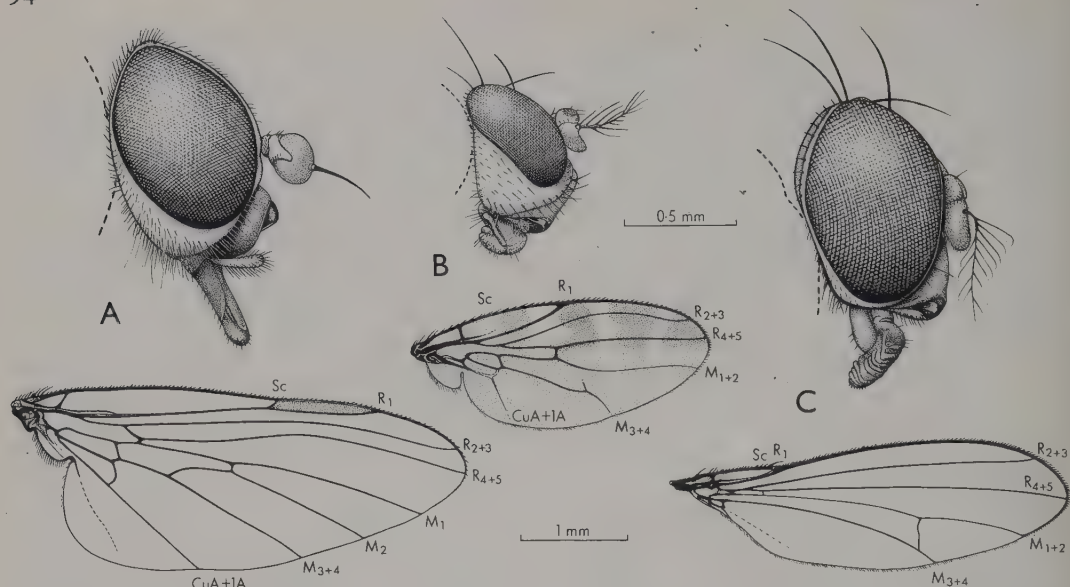 A
B
0·5 mm
C
Sc
R1
R2+3
R4+5
M1+2
M3+4
CuA+1A
Sc
R1
R2+3
R4+5
M1
M2
M3+4
CuA+1A
1 mm
Sc R1
R2+3
R4+5
M1+2
M3+4